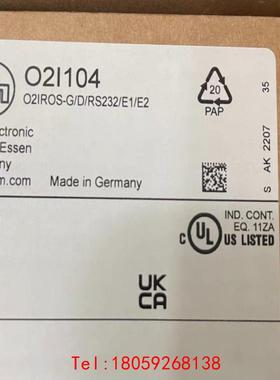 O2I104
O2IROS-G/D/RS232/E1/E2
ectronic
Essen
any
m.com Made in Germany
20
PAP
S AK 2207 35
IND. CONT.
EQ. 11ZA
c UL US LISTED
UK
CA
Tel:18059268138